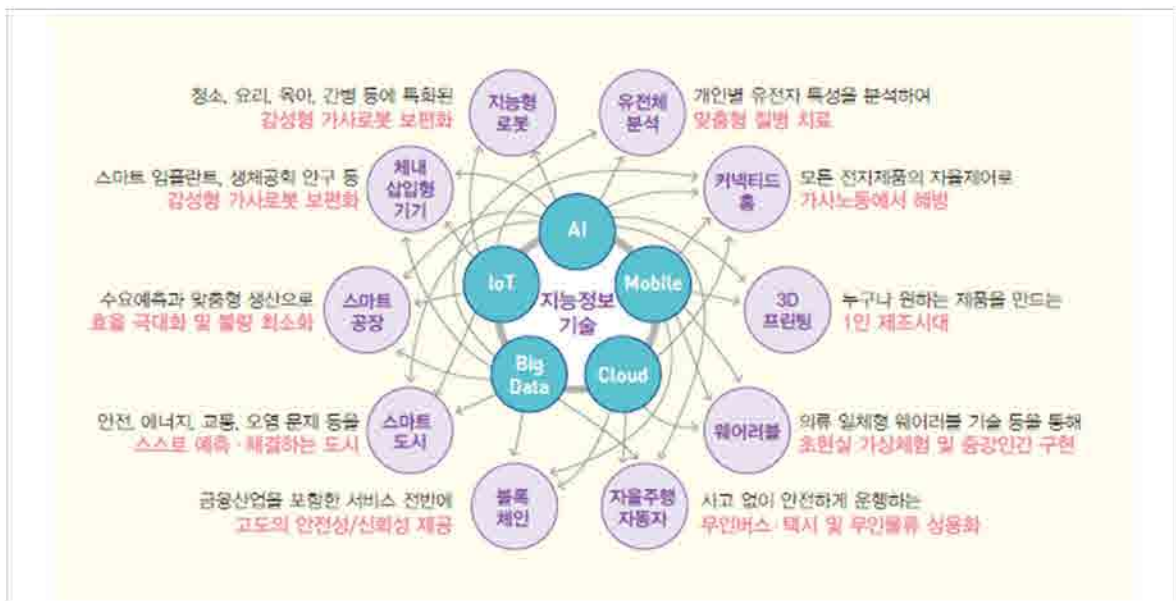 청소, 요리, 육아, 간병 등에 특화된
감성형 가사로봇 보편화
지능형
로봇
유전체
분석
개인별 유전자 특성을 분석하여
맞춤형 질병 치료
스마트 임플란트, 생체공학 안구 등
감성형 가사로봇 보편화
체내
삽입형
기기
커넥티드
홈
모든 전자제품의 자율제어로
가사노동에서 해방
AI
IoT
Mobile
지능정보
기술
Big
Data
Cloud
수요예측과 맞춤형 생산으로
효율 극대화 및 불량 최소화
스마트
공장
3D
프린팅
누구나 원하는 제품을 만드는
1인 제조시대
안전, 에너지, 교통, 오염 문제 등을
스스로 예측·해결하는 도시
스마트
도시
웨어러블
의류 일체형 웨어러블 기술 등을 통해
초현실 가상체험 및 증강인간 구현
금융산업을 포함한 서비스 전반에
고도의 안전성/신뢰성 제공
블록
체인
자율주행
자동차
사고 없이 안전하게 운행하는
무인버스·택시 및 무인물류 상용화